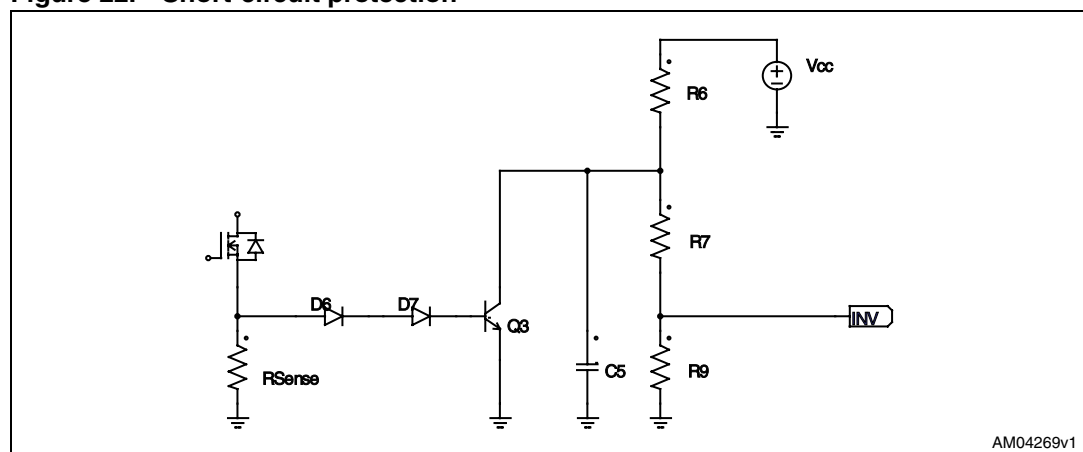 Figure 22. Short-circuit protection
Vcc
R6
R7
D6
D7
Q3
INV
RSense
C5
R9
AM04269v1